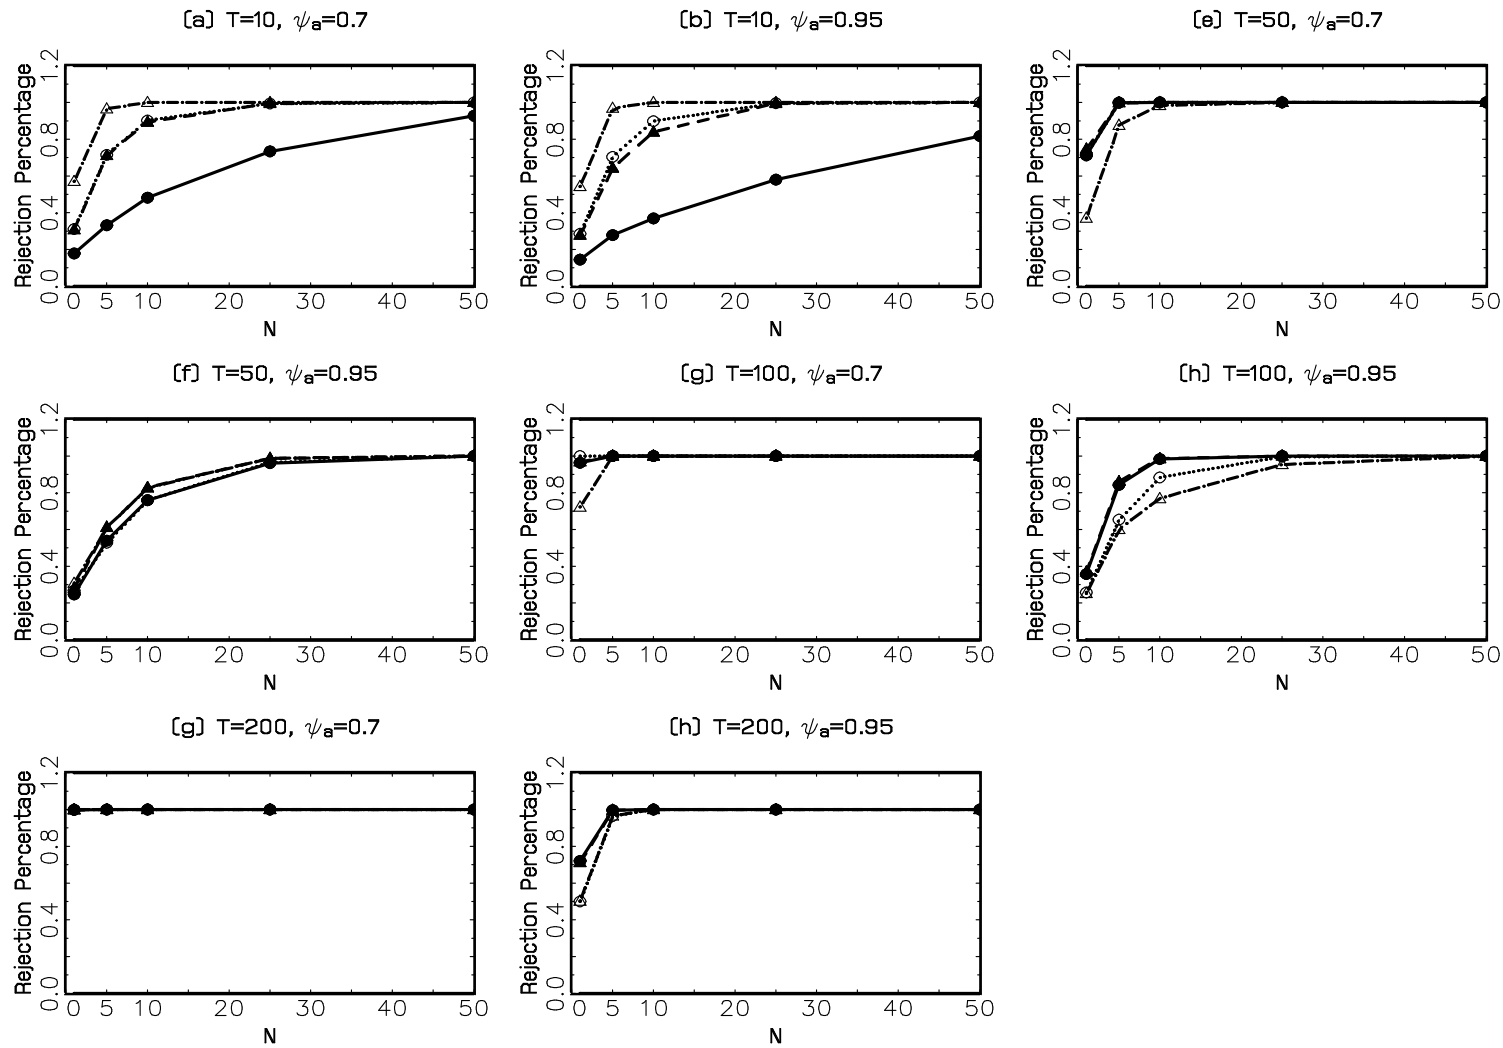 (a) T=10, ψa=0.7
Rejection Percentage
0.0 0.4 0.8 1.2
0 5 10 20 30 40 50
N
(b) T=10, ψa=0.95
Rejection Percentage
0.0 0.4 0.8 1.2
0 5 10 20 30 40 50
N
(e) T=50, ψa=0.7
Rejection Percentage
0.0 0.4 0.8 1.2
0 5 10 20 30 40 50
N
(f) T=50, ψa=0.95
Rejection Percentage
0.0 0.4 0.8 1.2
0 5 10 20 30 40 50
N
(g) T=100, ψa=0.7
Rejection Percentage
0.0 0.4 0.8 1.2
0 5 10 20 30 40 50
N
(h) T=100, ψa=0.95
Rejection Percentage
0.0 0.4 0.8 1.2
0 5 10 20 30 40 50
N
(g) T=200, ψa=0.7
Rejection Percentage
0.0 0.4 0.8 1.2
0 5 10 20 30 40 50
N
(h) T=200, ψa=0.95
Rejection Percentage
0.0 0.4 0.8 1.2
0 5 10 20 30 40 50
N